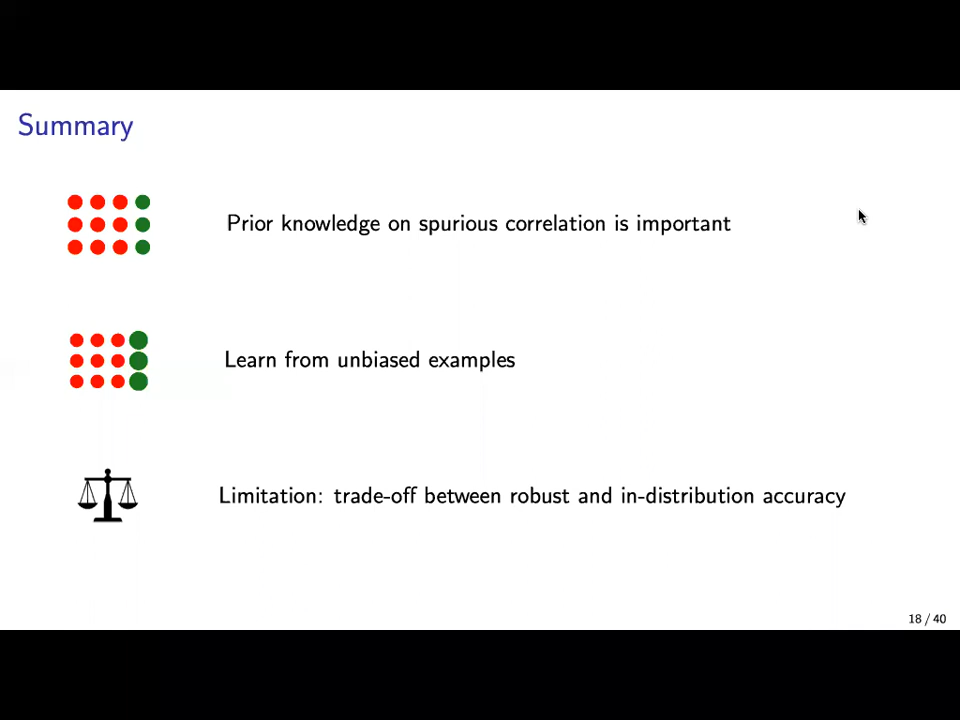 Summary
Prior knowledge on spurious correlation is important
Learn from unbiased examples
Limitation: trade-off between robust and in-distribution accuracy
18 / 40